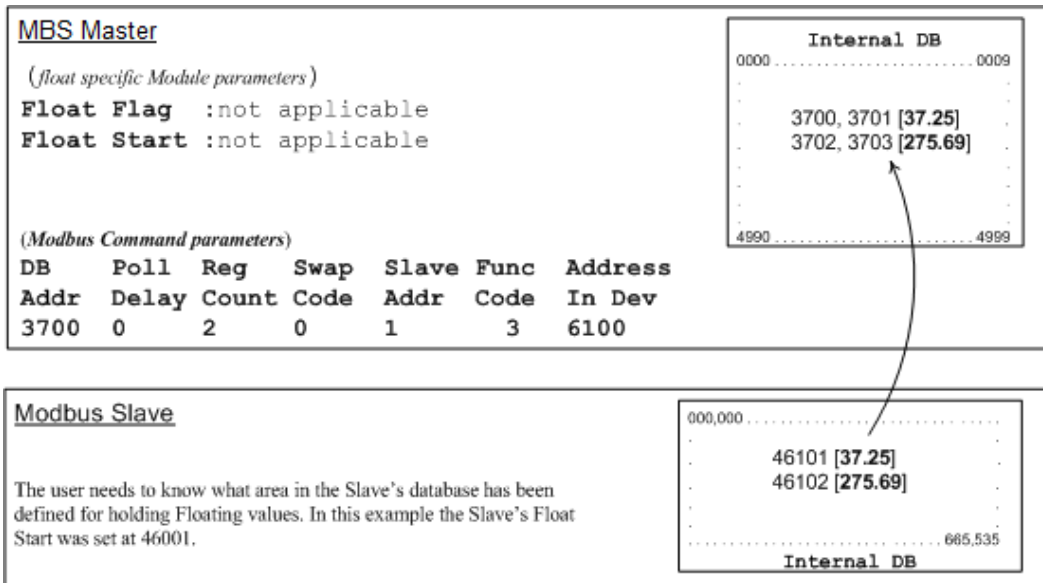 MBS Master
(float specific Module parameters)
Float Flag :not applicable
Float Start :not applicable
(Modbus Command parameters)
DB Poll Reg Swap Slave Func Address
Addr Delay Count Code Addr Code In Dev
3700 0 2 0 1 3 6100
Internal DB
0000 ........................ 0009
3700, 3701 [37.25]
3702, 3703 [275.69]
4990 ........................ 4999
Modbus Slave
The user needs to know what area in the Slave's database has been
defined for holding Floating values. In this example the Slave's Float
Start was set at 46001.
000,000 ..............................
46101 [37.25]
46102 [275.69]
.............................. 665,535
Internal DB